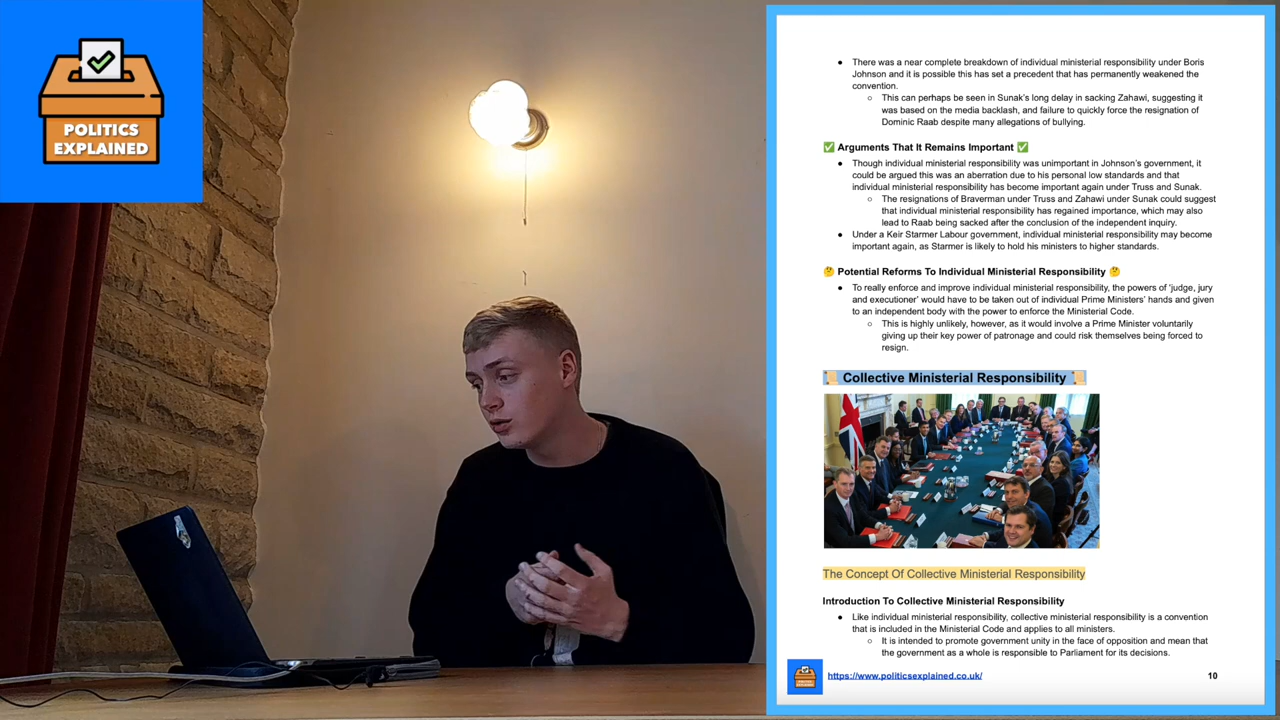 POLITICS
EXPLAINED
● There was a near complete breakdown of individual ministerial responsibility under Boris
Johnson and it is possible this has set a precedent that has permanently weakened the
convention.
○ This can perhaps be seen in Sunak's long delay in sacking Zahawi, suggesting it
was based on the media backlash, and failure to quickly force the resignation of
Dominic Raab despite many allegations of bullying.
✅ Arguments That It Remains Important ✅
● Though individual ministerial responsibility was unimportant in Johnson's government, it
could be argued this was an aberration due to his personal low standards and that
individual ministerial responsibility has become important again under Truss and Sunak.
○ The resignations of Braverman under Truss and Zahawi under Sunak could suggest
that individual ministerial responsibility has regained importance, which may also
lead to Raab being sacked after the conclusion of the independent inquiry.
● Under a Keir Starmer Labour government, individual ministerial responsibility may become
important again, as Starmer is likely to hold his ministers to higher standards.
🤔 Potential Reforms To Individual Ministerial Responsibility 🤔
● To really enforce and improve individual ministerial responsibility, the powers of 'judge, jury
and executioner' would have to be taken out of individual Prime Ministers' hands and given
to an independent body with the power to enforce the Ministerial Code.
○ This is highly unlikely, however, as it would involve a Prime Minister voluntarily
giving up their key power of patronage and could risk themselves being forced to
resign.
📜 Collective Ministerial Responsibility 📜
The Concept Of Collective Ministerial Responsibility
Introduction To Collective Ministerial Responsibility
● Like individual ministerial responsibility, collective ministerial responsibility is a convention
that is included in the Ministerial Code and applies to all ministers.
○ It is intended to promote government unity in the face of opposition and mean that
the government as a whole is responsible to Parliament for its decisions.
POLITICS
EXPLAINED
https://www.politicsexplained.co.uk/
10